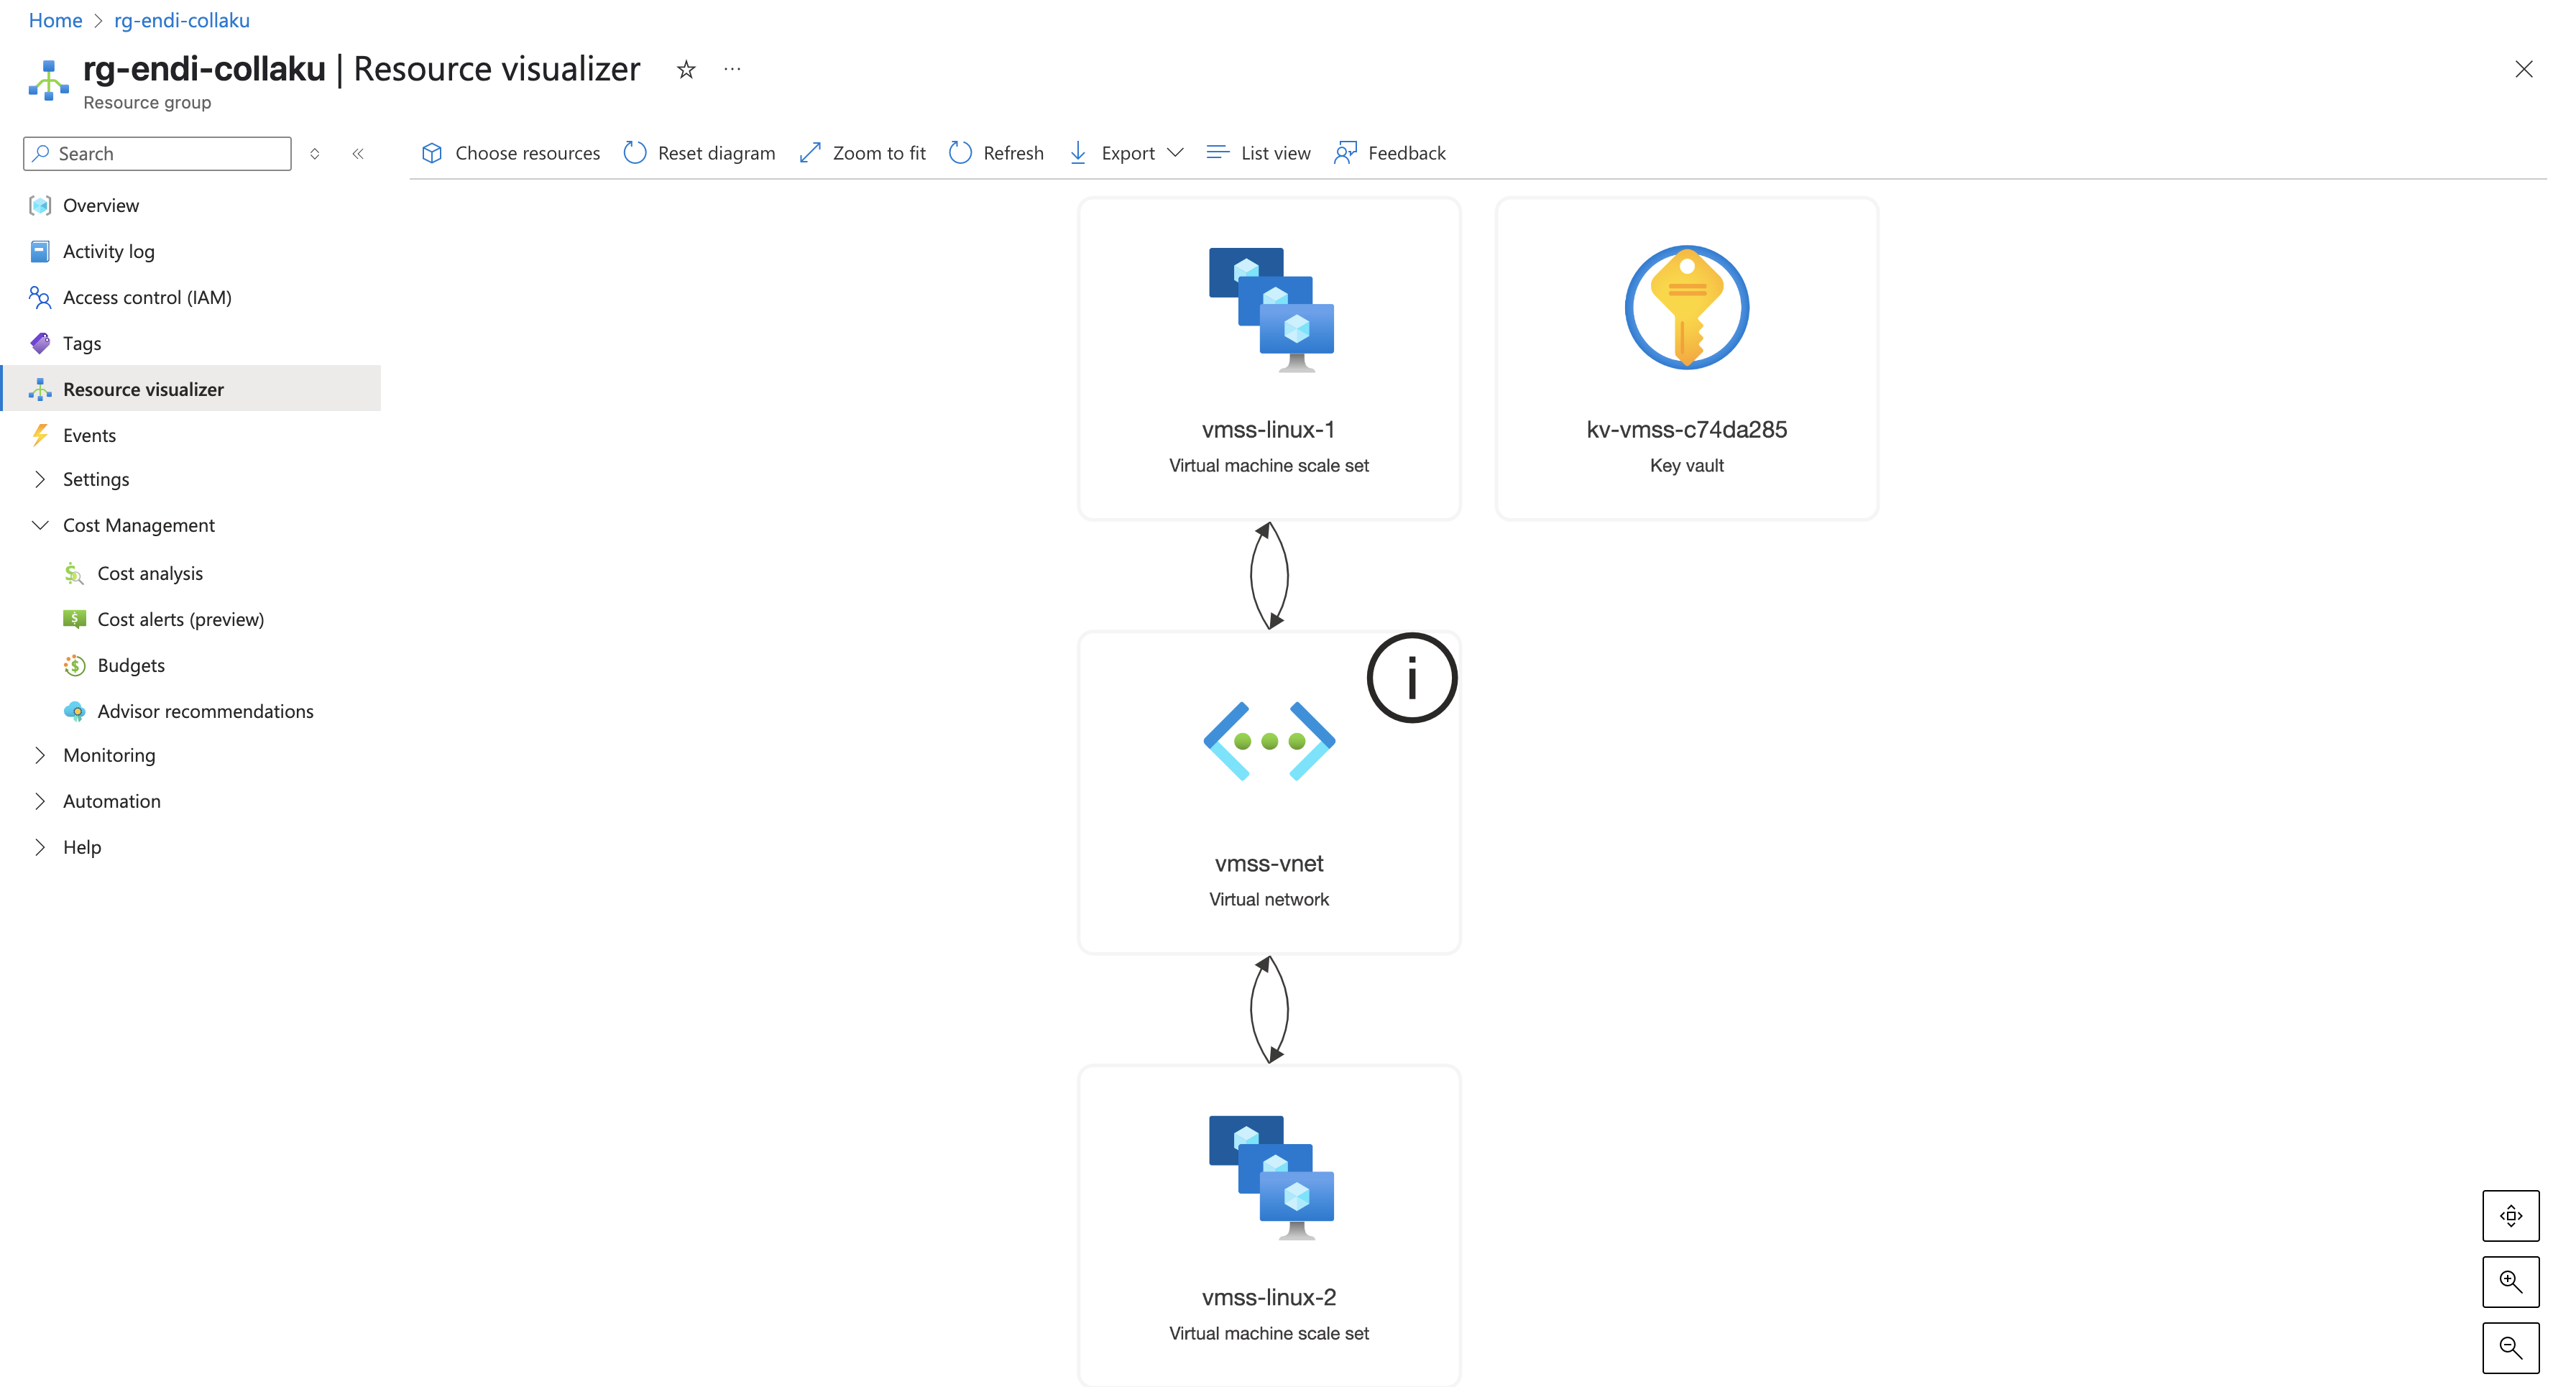 Home > rg-endi-collaku
rg-endi-collaku | Resource visualizer
Resource group
Search
Choose resources
Reset diagram
Zoom to fit
Refresh
Export
List view
Feedback
Overview
Activity log
Access control (IAM)
Tags
Resource visualizer
Events
Settings
Cost Management
Cost analysis
Cost alerts (preview)
Budgets
Advisor recommendations
Monitoring
Automation
Help
vmss-linux-1
Virtual machine scale set
kv-vmss-c74da285
Key vault
i
vmss-vnet
Virtual network
vmss-linux-2
Virtual machine scale set